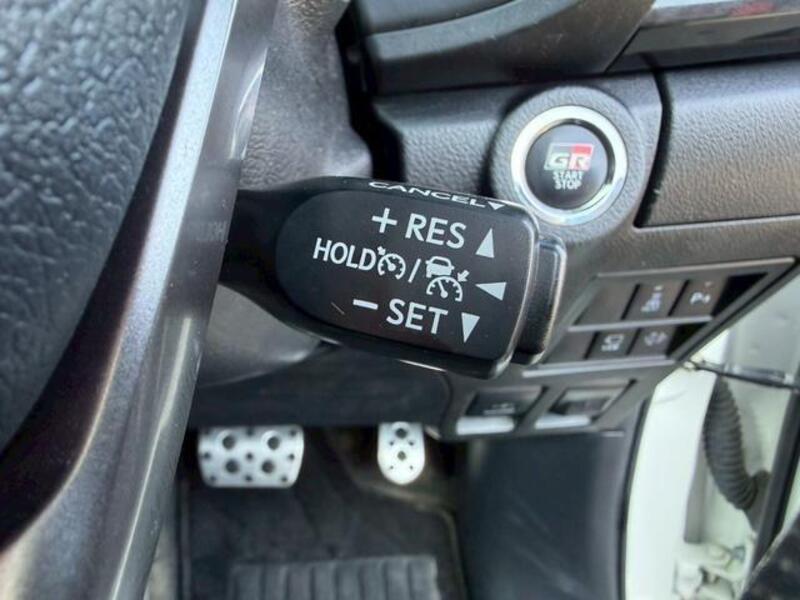 CANCEL
+ RES
HOLD /
- SET
GR
START
STOP